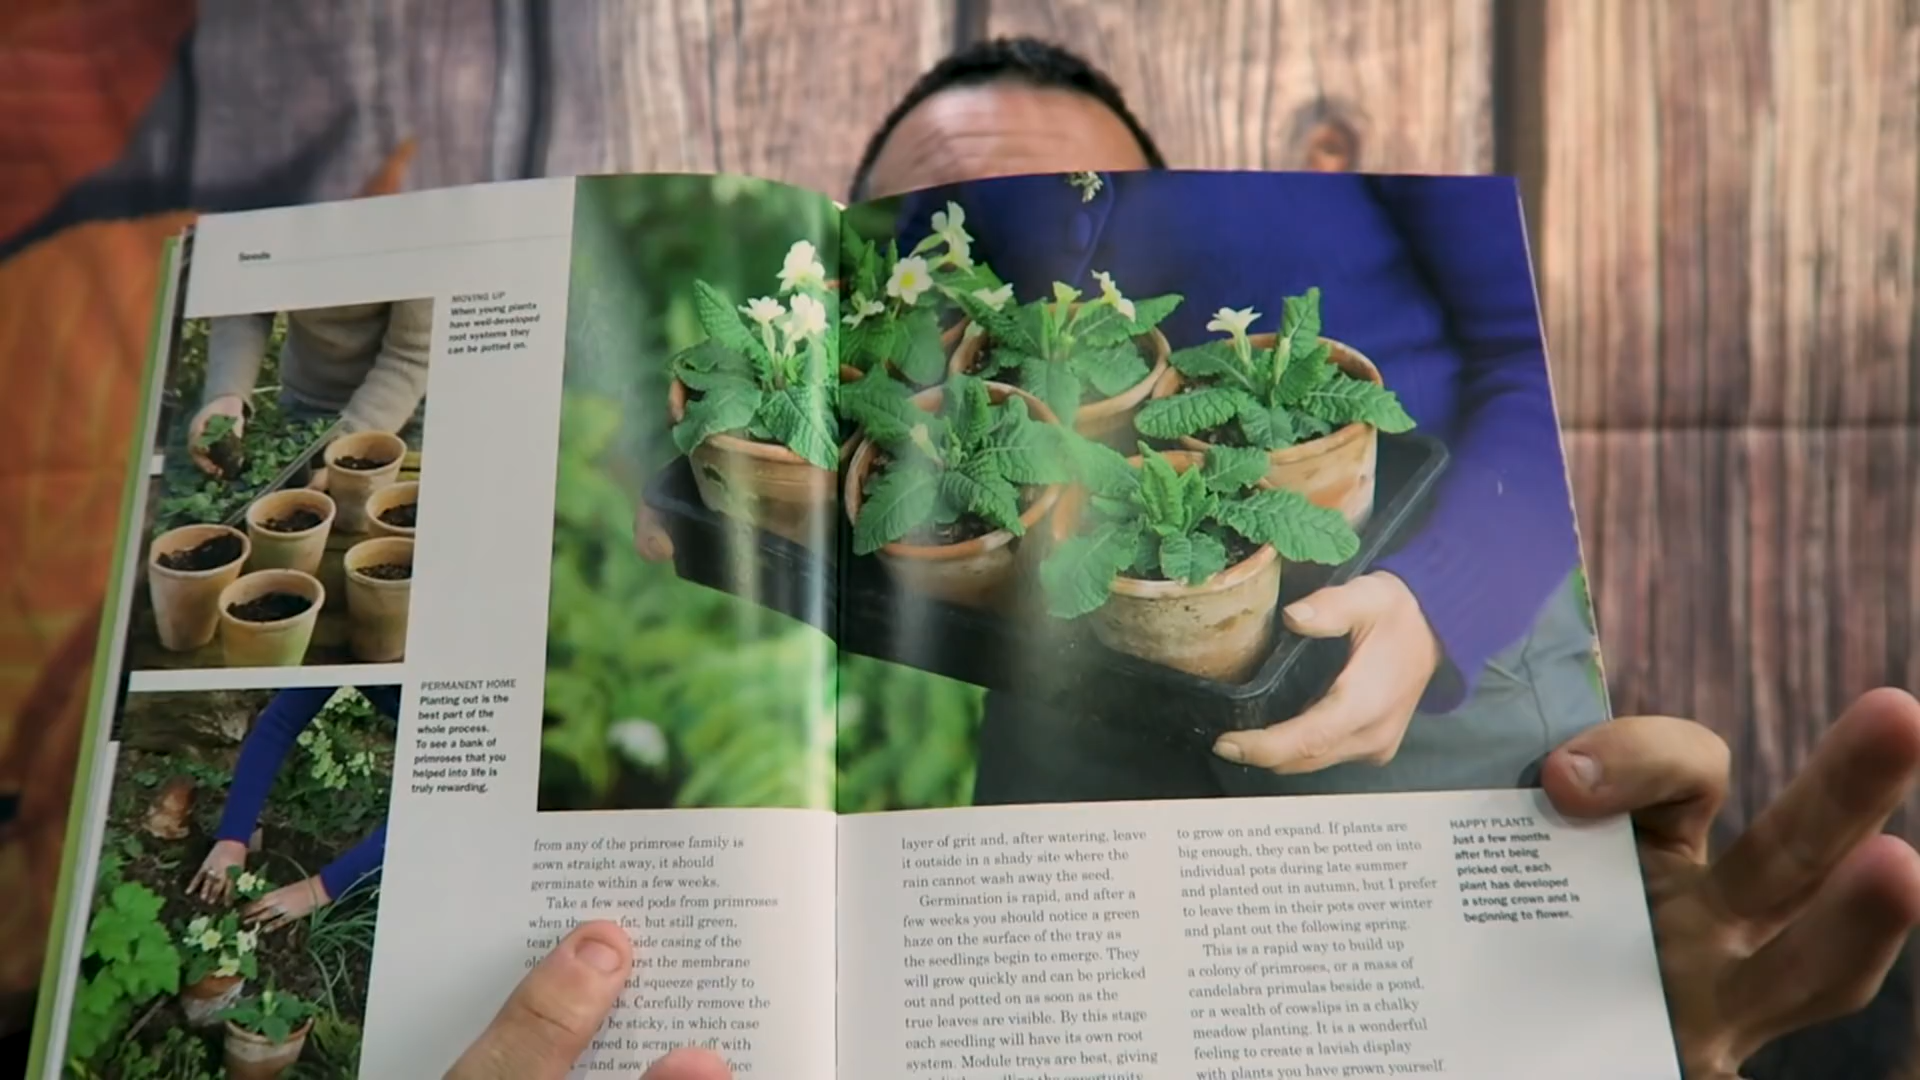 Seeds
MOVING UP
When young plants
have well-developed
root systems they
can be potted on.
PERMANENT HOME
Planting out is the
best part of the
whole process.
To see a bank of
primroses that you
helped into life is
truly rewarding.
from any of the primrose family is
sown straight away, it should
germinate within a few weeks.
Take a few seed pods from primroses
when fat, but still green,
tear casing of the
the membrane
squeeze gently to
Carefully remove the
be sticky, in which case
need to scrape it off with
– and sow
layer of grit and, after watering, leave
it outside in a shady site where the
rain cannot wash away the seed.
Germination is rapid, and after a
few weeks you should notice a green
haze on the surface of the tray as
the seedlings begin to emerge. They
will grow quickly and can be pricked
out and potted on as soon as the
true leaves are visible. By this stage
each seedling will have its own root
system. Module trays are best, giving
the opportunity
to grow on and expand. If plants are
big enough, they can be potted on into
individual pots during late summer
and planted out in autumn, but I prefer
to leave them in their pots over winter
and plant out the following spring.
This is a rapid way to build up
a colony of primroses, or a mass of
candelabra primulas beside a pond,
or a wealth of cowslips in a chalky
meadow planting. It is a wonderful
feeling to create a lavish display
with plants you have grown yourself.
HAPPY PLANTS
Just a few months
after first being
pricked out, each
plant has developed
a strong crown and is
beginning to flower.